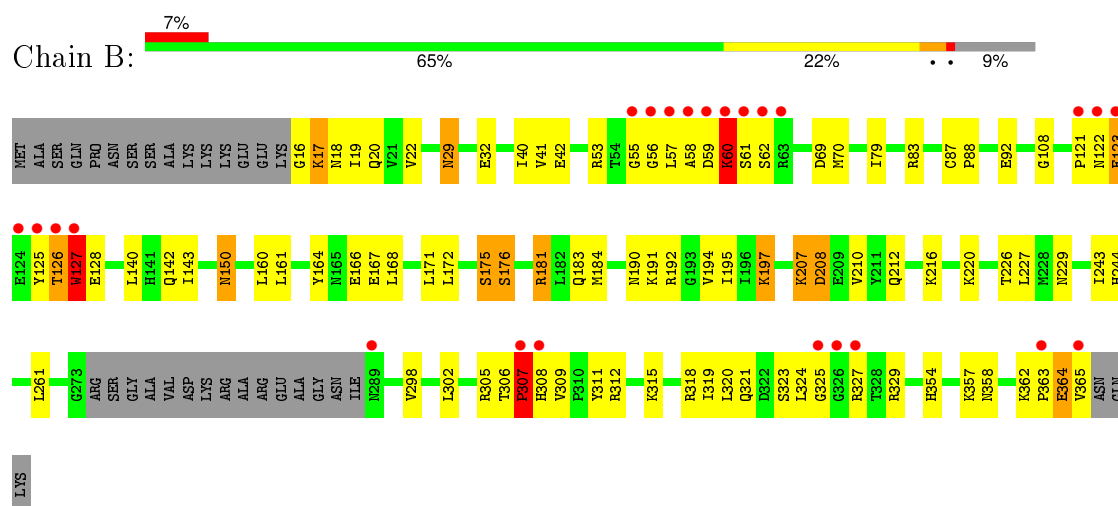 7%
Chain B:
65% 22% • • 9%
MET ALA SER GLN PRO ASN SER SER ALA LYS LYS LYS GLU GLU LYS G16 K17 N18 I19 Q20 V21 V22 N29 E32 I40 V41 E42 R53 T54 G55 G56 L57 A58 D59 K60 S61 S62 R63 D69 M70 I79 R83 C87 P88 E92 G108 P121 N122 E123
E124 Y125 T126 W127 E128 L140 H141 Q142 I143 N150 L160 L161 Y164 N165 E166 E167 L168 L171 L172 S175 S176 R181 L182 Q183 M184 N190 K191 R192 G193 V194 I195 I196 K197 K207 D208 E209 V210 Y211 Q212 K216 K220 T226 L227 M228 N229 I243 H244
L261 G273 ARG SER GLY ALA VAL ASP LYS ARG ALA ARG GLU ALA GLY ASN ILE N289 V298 L302 R305 T306 P307 H308 V309 P310 Y311 R312 K315 R318 I319 L320 Q321 D322 S323 L324 G325 G326 R327 T328 R329 H354 K357 N358 K362 P363 E364 V365 ASN GLN
LYS